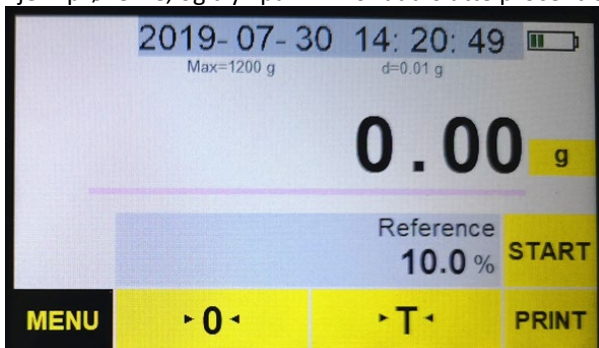 2019-07-30 14:20:49
Max=1200 g d=0.01 g
0.00 g
Reference
10.0 % START
MENU ▸0◂ ▸T◂ PRINT